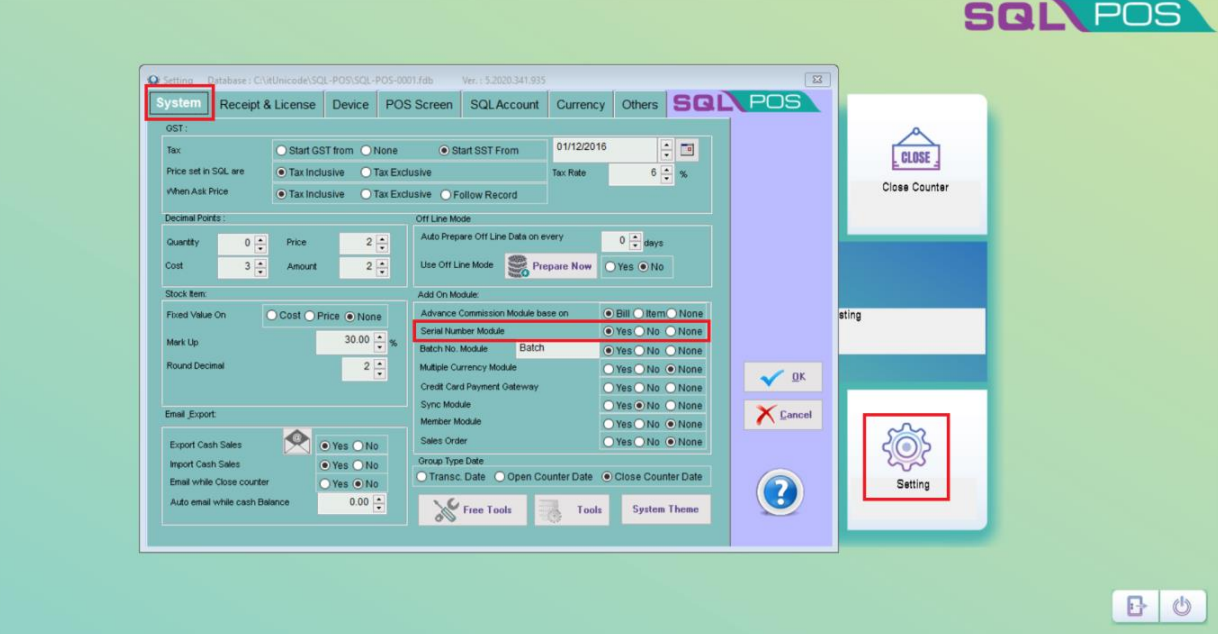 SQL POS
Setting Database : C:\itUnicode\SQL-POS\SQL-POS-0001.fdb Ver. : 5.2020.341.935
System Receipt & License Device POS Screen SQL Account Currency Others SQL POS
GST :
Tax Start GST from None Start SST From 01/12/2016
Price set in SQL are Tax Inclusive Tax Exclusive Tax Rate 6 %
When Ask Price Tax Inclusive Tax Exclusive Follow Record
Decimal Points :
Quantity 0 Price 2
Cost 3 Amount 2
Off Line Mode
Auto Prepare Off Line Data on every 0 days
Use Off Line Mode Prepare Now Yes No
Stock Item:
Fixed Value On Cost Price None
Mark Up 30.00 %
Round Decimal 2
Add On Module:
Advance Commission Module base on Bill Item None
Serial Number Module Yes No None
Batch No. Module Batch Yes No None
Multiple Currency Module Yes No None
Credit Card Payment Gateway Yes No None
Sync Module Yes No None
Member Module Yes No None
Sales Order Yes No None
Email ,Export:
Export Cash Sales Yes No
Import Cash Sales Yes No
Email while Close counter Yes No
Auto email while cash Balance 0.00
Group Type Date
Transc. Date Open Counter Date Close Counter Date
Free Tools Tools System Theme
OK
Cancel
?
CLOSE
Close Counter
sting
Setting